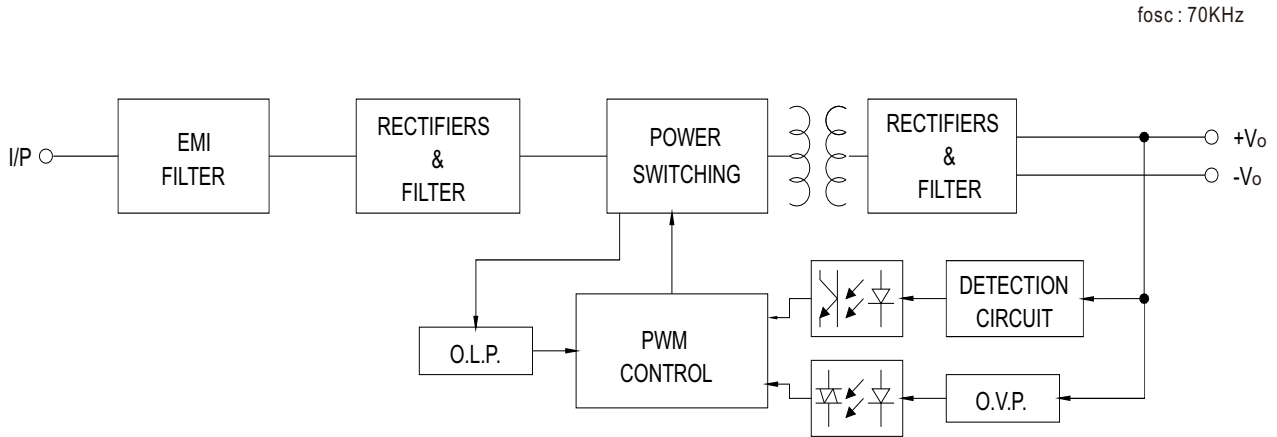 fosc : 70KHz
I/P
EMI
FILTER
RECTIFIERS
&
FILTER
POWER
SWITCHING
RECTIFIERS
&
FILTER
+Vo
-Vo
O.L.P.
PWM
CONTROL
DETECTION
CIRCUIT
O.V.P.